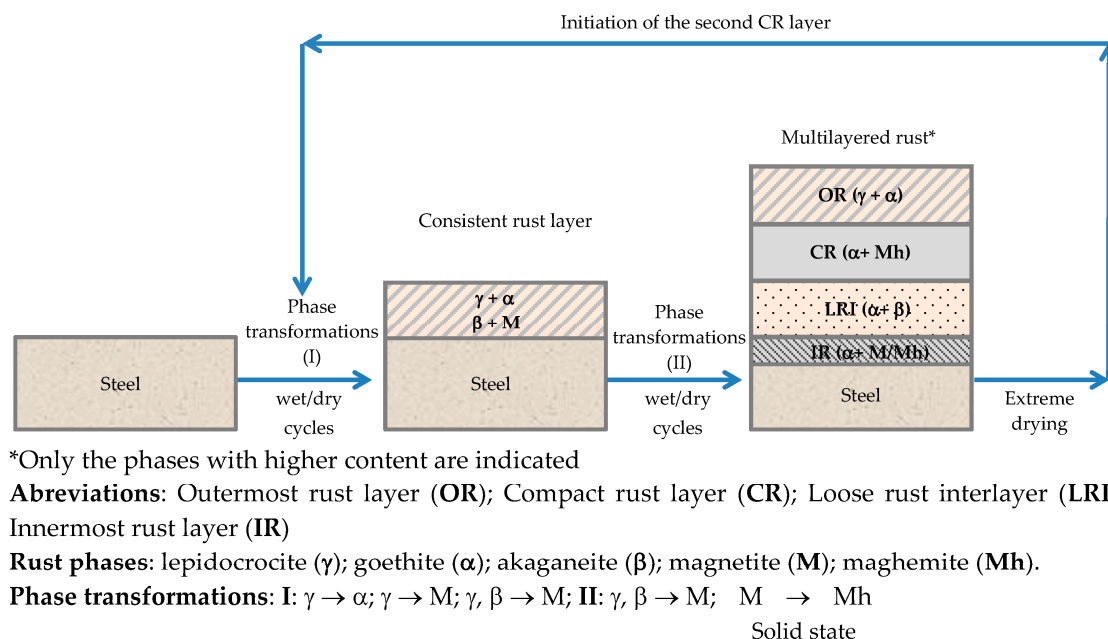 Initiation of the second CR layer
Multilayered rust*
OR (γ + α)
Consistent rust layer
CR (α+ Mh)
γ + α
β + M
LRI (α+ β)
IR (α+ M/Mh)
Phase
transformations
(I)
Phase
transformations
(II)
Steel
Steel
Steel
wet/dry
cycles
wet/dry
cycles
Extreme
drying
*Only the phases with higher content are indicated
Abreviations: Outermost rust layer (OR); Compact rust layer (CR); Loose rust interlayer (LRI
Innermost rust layer (IR)
Rust phases: lepidocrocite (γ); goethite (α); akaganeite (β); magnetite (M); maghemite (Mh).
Phase transformations: I: γ → α; γ → M; γ, β → M; II: γ, β → M; M → Mh
Solid state